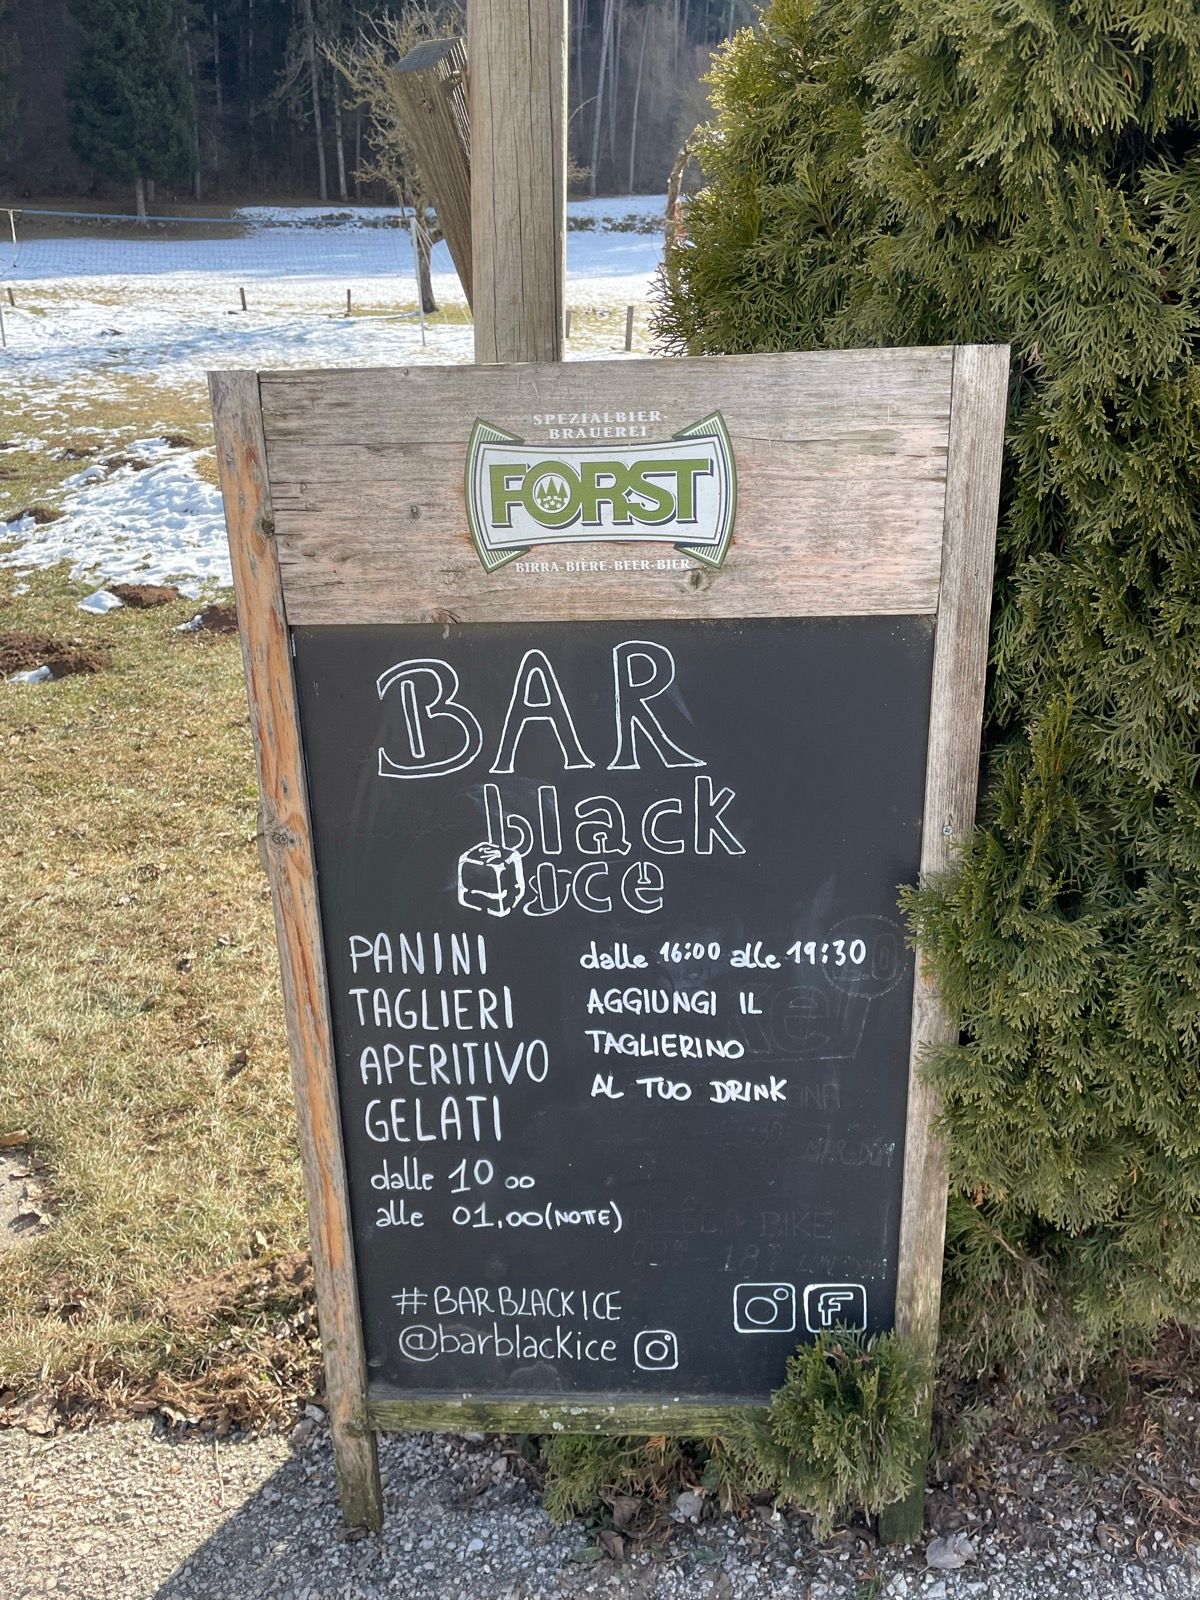 SPEZIALBIER-
BRAUEREI
FORST
BIRRA-BIERE-BEER-BIER
BAR
black
ice
PANINI
TAGLIERI
APERITIVO
GELATI
dalle 10 00
alle 01.00(NOTTE)
dalle 16:00 alle 19:30
AGGIUNGI IL
TAGLIERINO
AL TUO DRINK
#BARBLACKICE
@barblackice